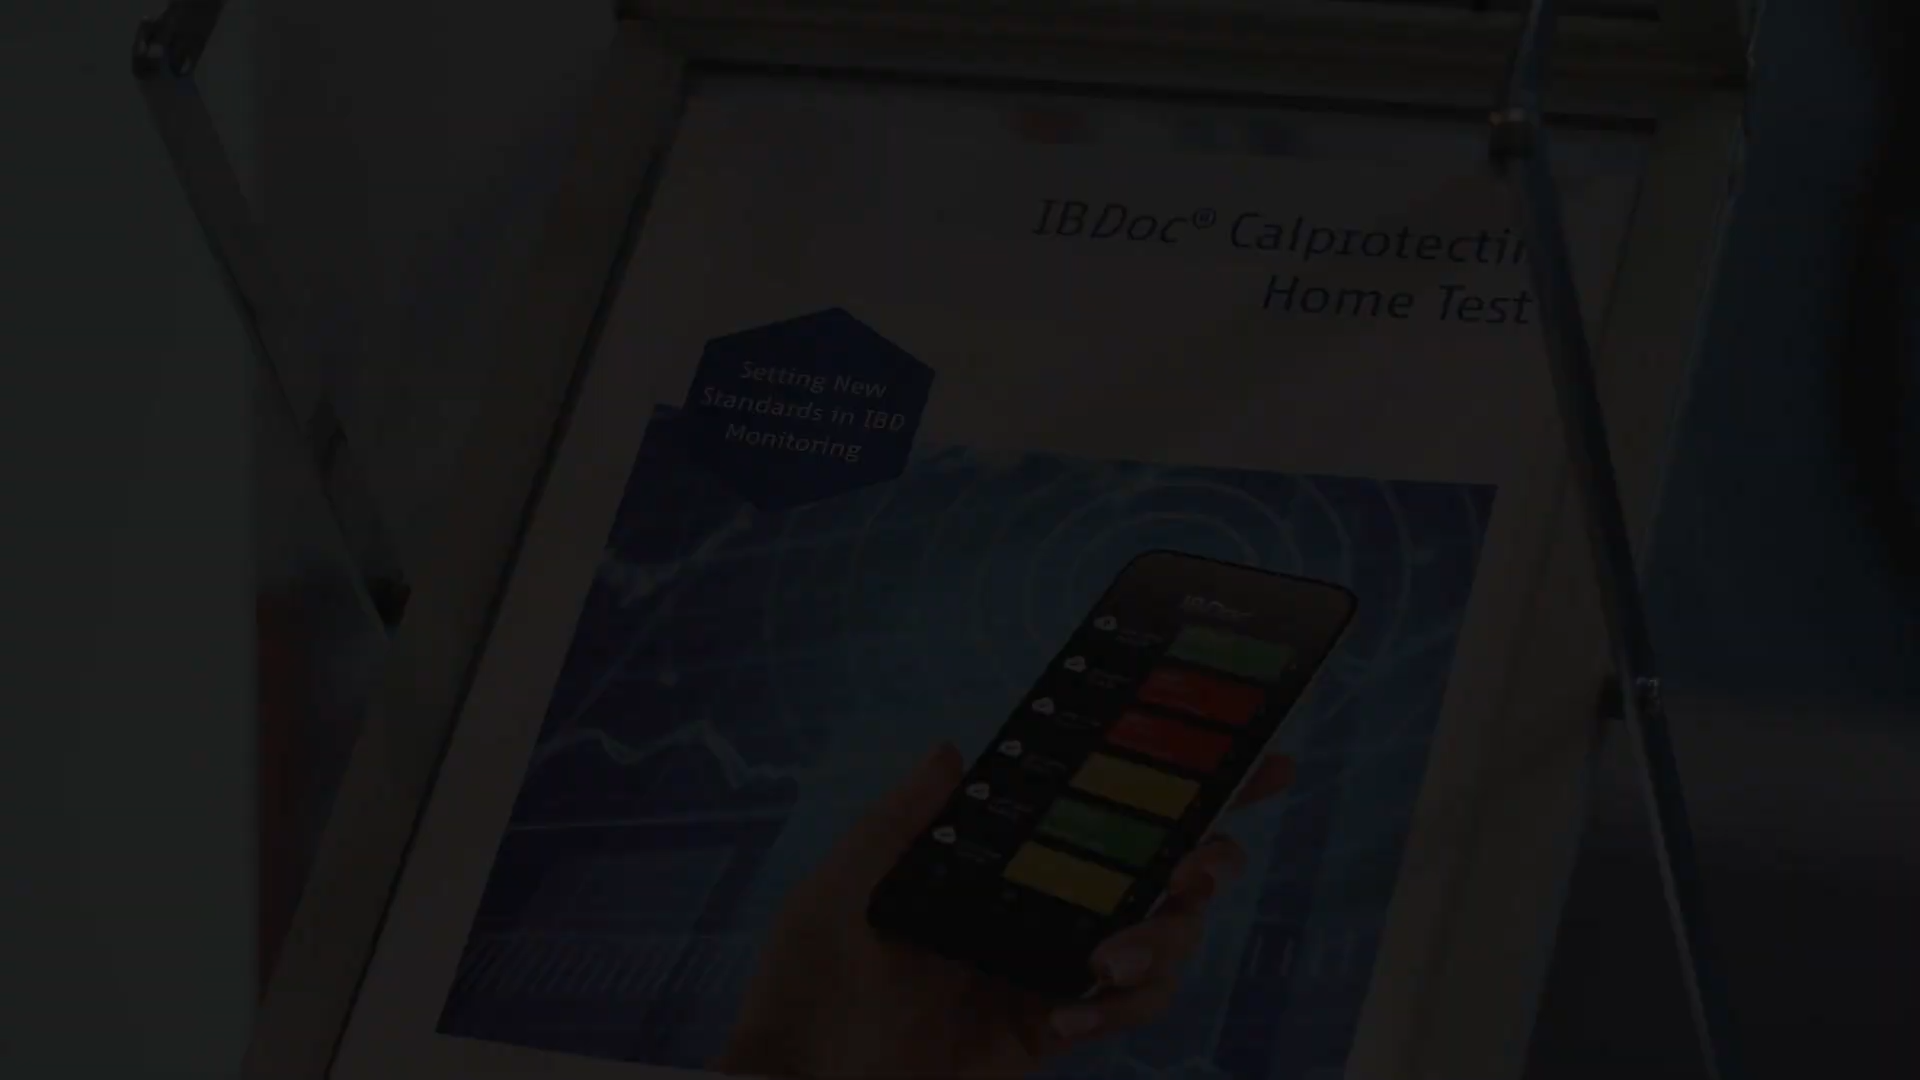 IBDoc® Calprotectin
Home Test
Setting New
Standards in IBD
Monitoring
IBDoc